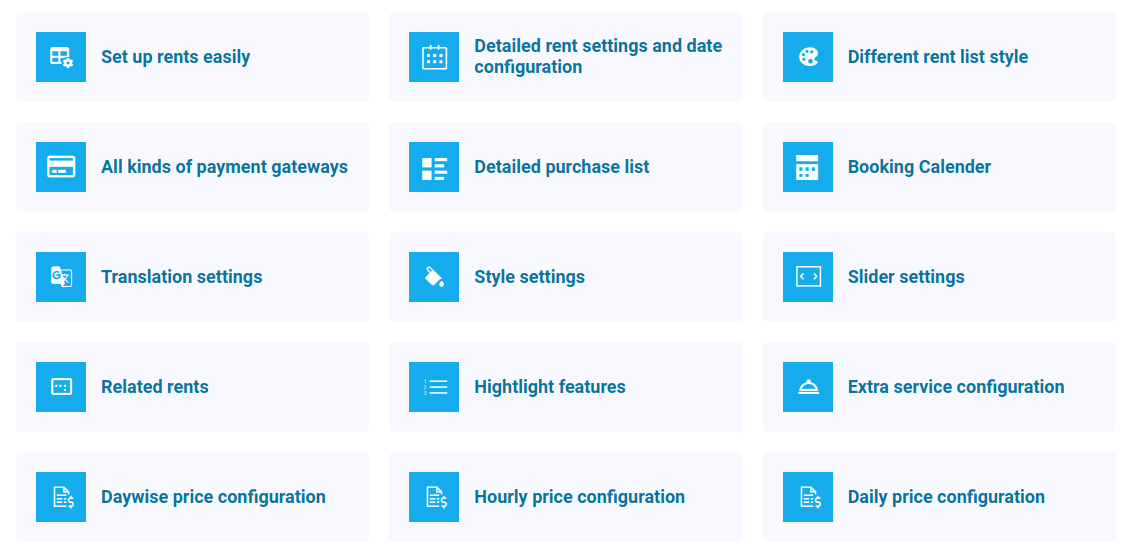 Set up rents easily
Detailed rent settings and date
configuration
Different rent list style
All kinds of payment gateways
Detailed purchase list
Booking Calender
Translation settings
Style settings
Slider settings
Related rents
Hightlight features
Extra service configuration
Daywise price configuration
Hourly price configuration
Daily price configuration